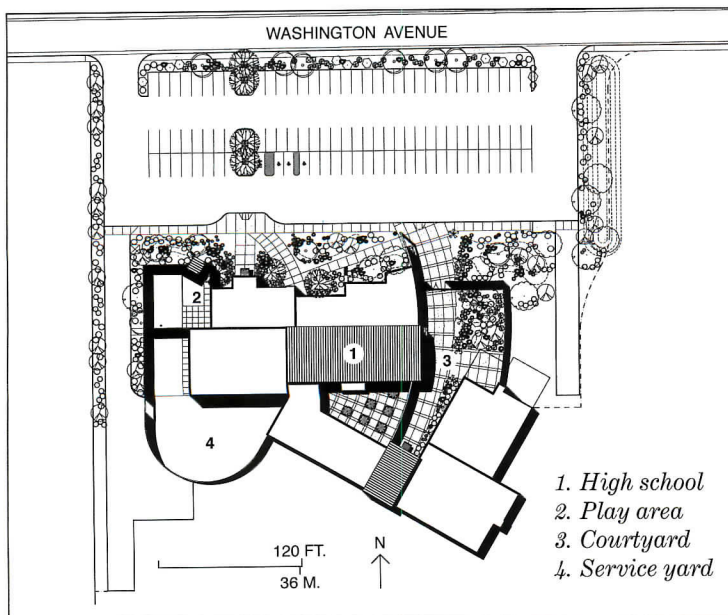 WASHINGTON AVENUE
2
1
3
4
1. High school
2. Play area
3. Courtyard
4. Service yard
120 FT.
36 M.
N